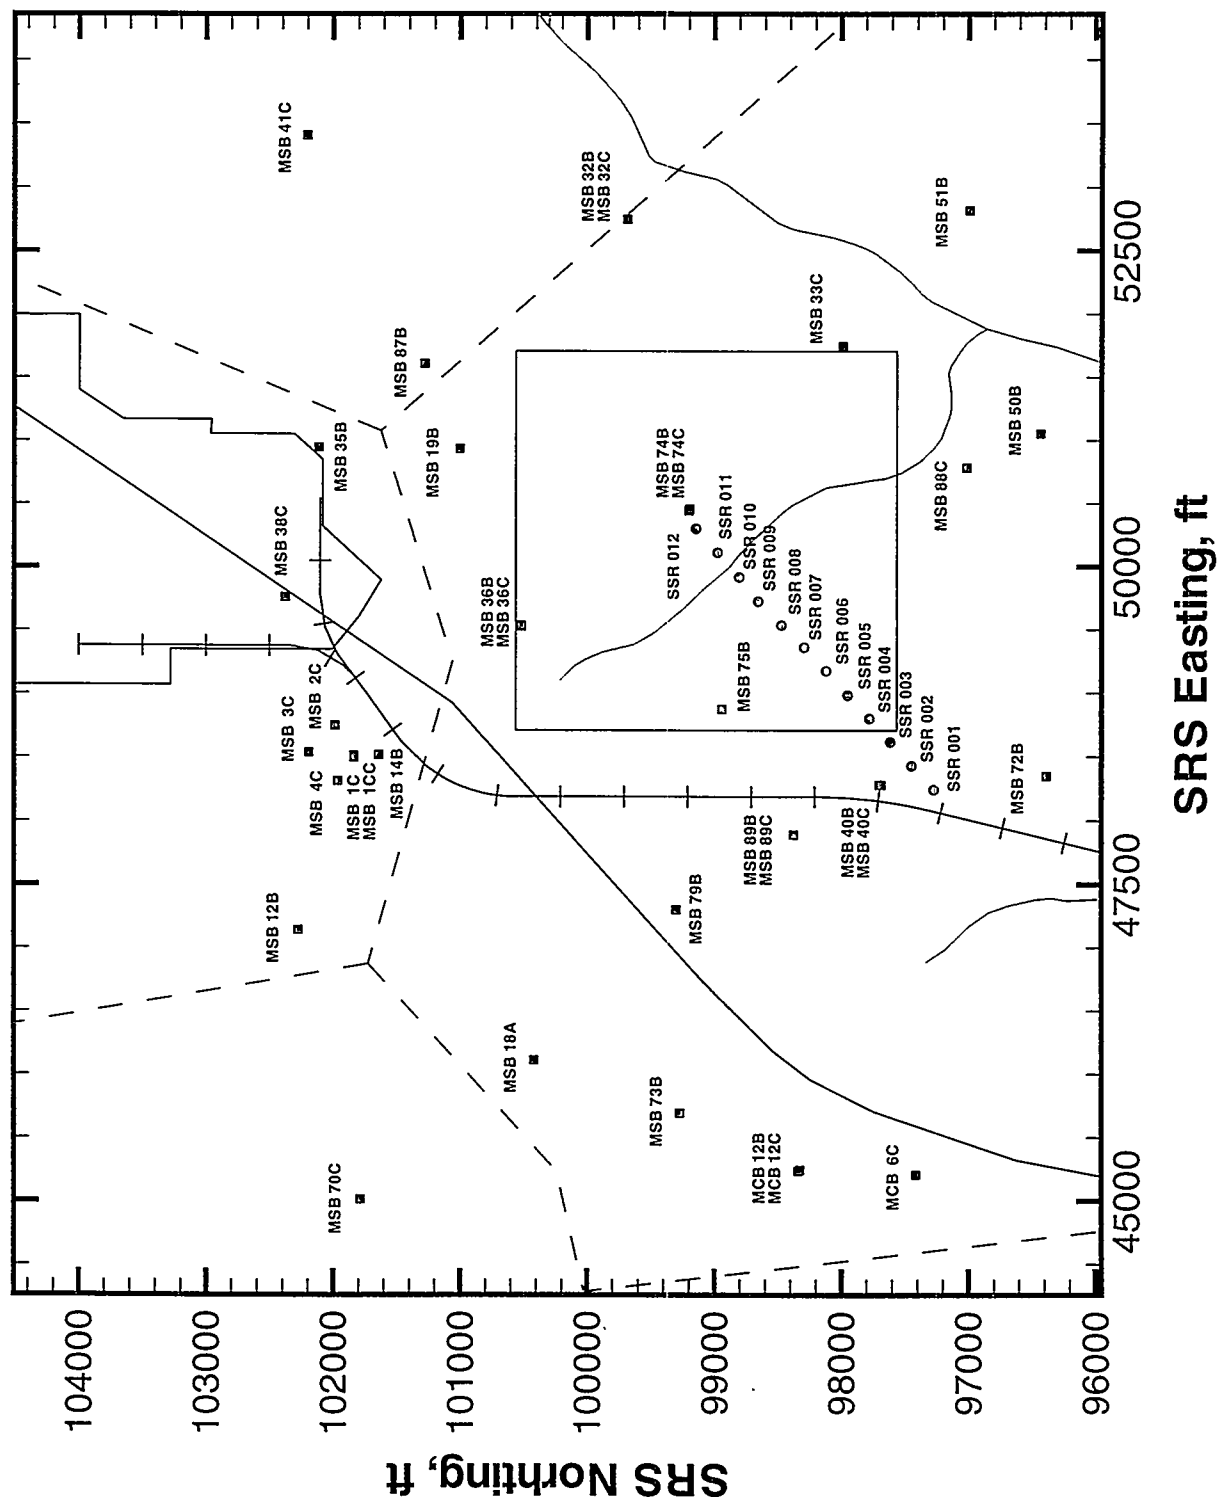 MSB 41C
MSB 32B
MSB 32C
MSB 51B
MSB 33C
MSB 87B
MSB 35B
MSB 19B
MSB 50B
MSB 88C
MSB 74B
MSB 74C
MSB 38C
MSB 36B
MSB 36C
SSR 012
SSR 011
SSR 010
SSR 009
SSR 008
SSR 007
SSR 006
SSR 005
SSR 004
SSR 003
SSR 002
SSR 001
MSB 75B
MSB 3C
MSB 2C
MSB 4C
MSB 1C
MSB 1CC
MSB 14B
MSB 72B
MSB 89B
MSB 89C
MSB 40B
MSB 40C
MSB 12B
MSB 79B
MSB 18A
MSB 73B
MCB 12B
MCB 12C
MCB 6C
MSB 70C
104000
103000
102000
101000
100000
99000
98000
97000
96000
SRS Norhting, ft
45000
47500
50000
52500
SRS Easting, ft